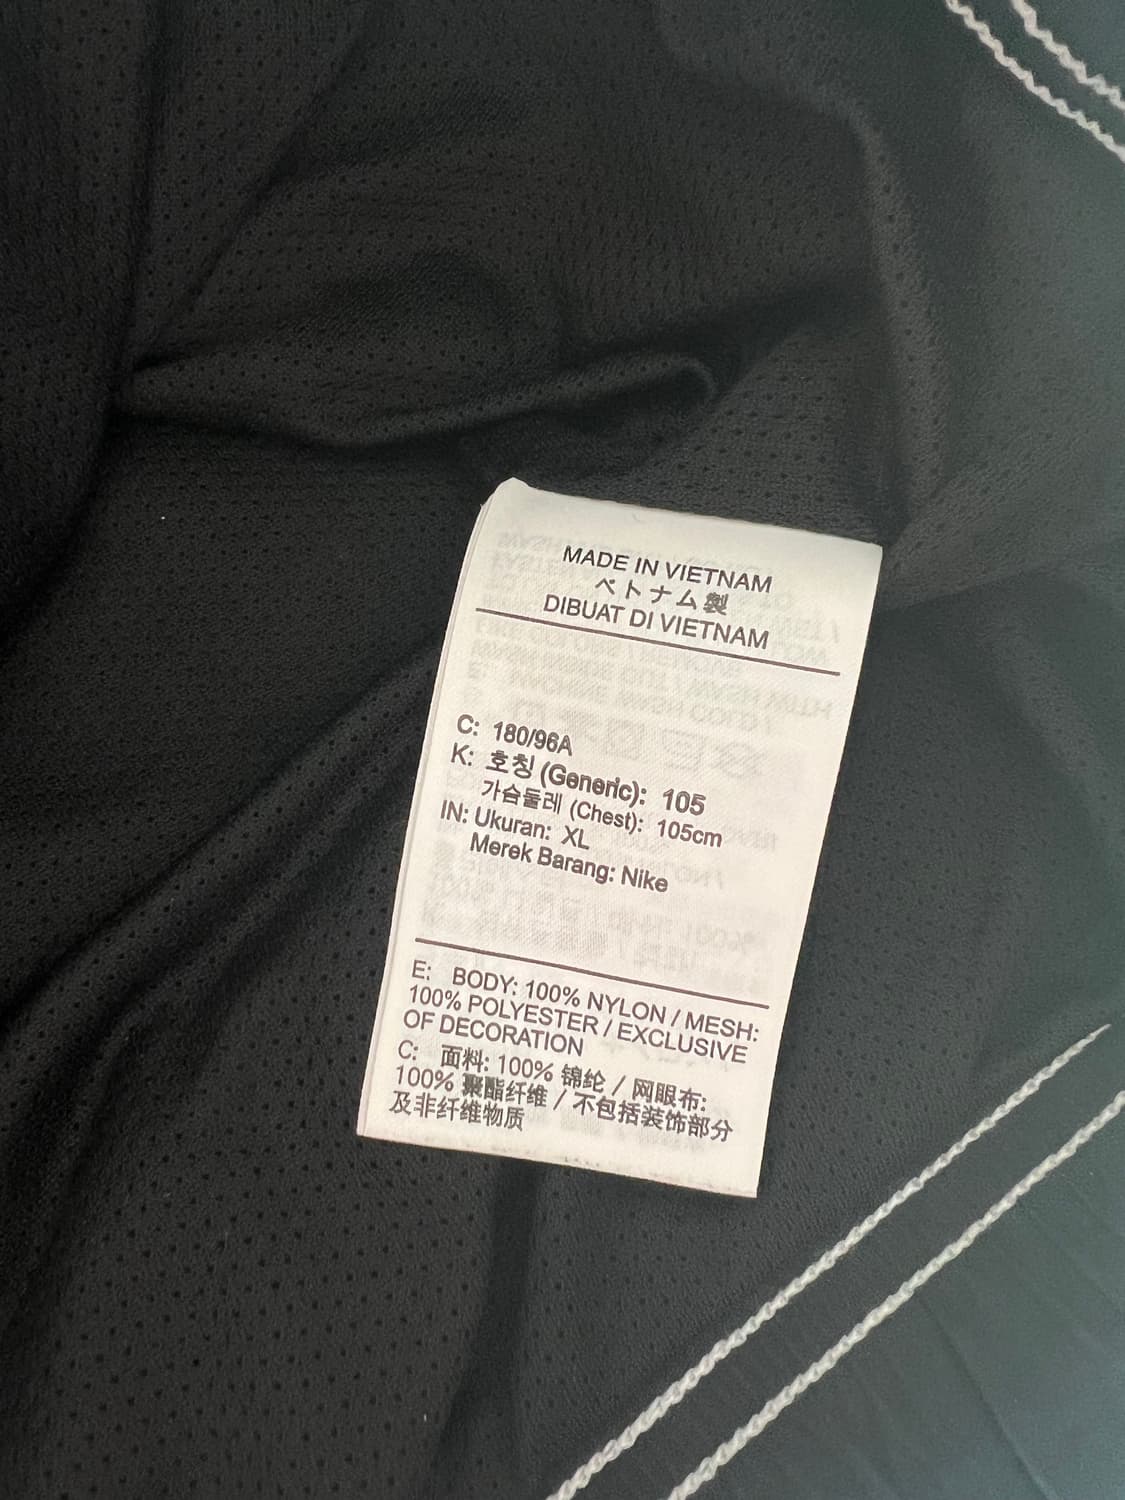 MADE IN VIETNAM
ベトナム製
DIBUAT DI VIETNAM
C: 180/96A
K: 호칭 (Generic): 105
가슴둘레 (Chest): 105cm
IN: Ukuran: XL
Merek Barang: Nike
E: BODY: 100% NYLON / MESH:
100% POLYESTER / EXCLUSIVE
OF DECORATION
C: 面料: 100% 锦纶 / 网眼布:
100% 聚酯纤维 / 不包括装饰部分
及非纤维物质